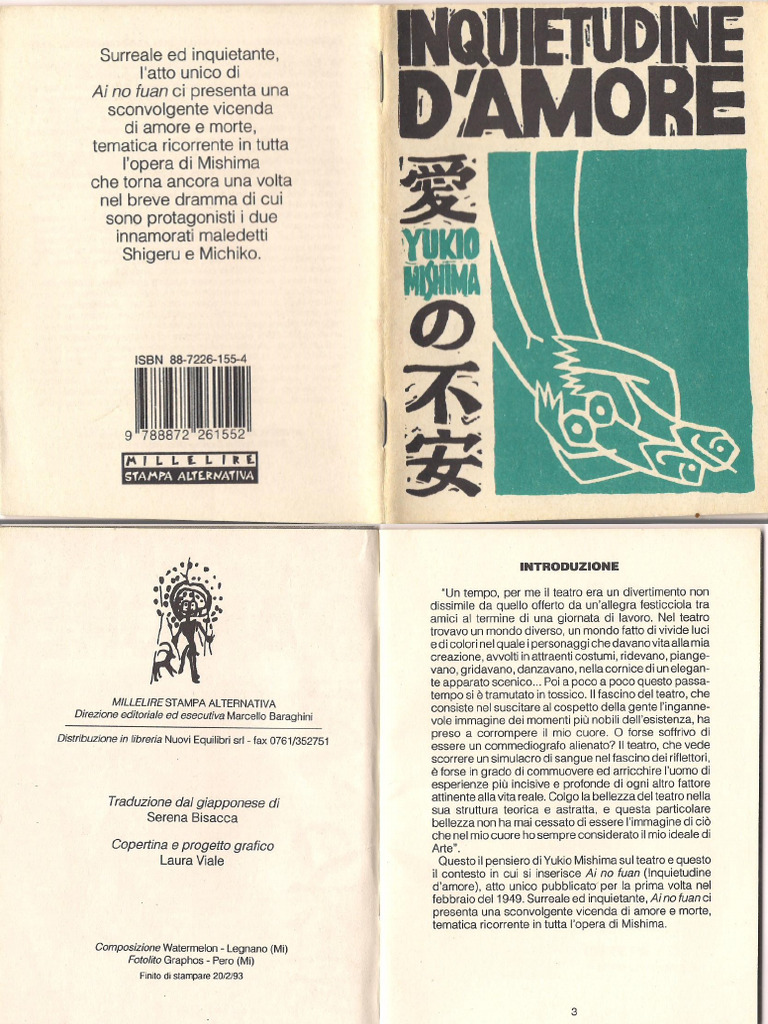 Surreale ed inquietante,
l'atto unico di
Ai no fuan ci presenta una
sconvolgente vicenda
di amore e morte,
tematica ricorrente in tutta
l'opera di Mishima
che torna ancora una volta
nel breve dramma di cui
sono protagonisti i due
innamorati maledetti
Shigeru e Michiko.
ISBN 88-7226-155-4
9 788872 261552
MILLELIRE
STAMPA ALTERNATIVA
INQUIETUDINE
D'AMORE
愛の不安
YUKIO
MISHIMA
MILLELIRE STAMPA ALTERNATIVA
Direzione editoriale ed esecutiva Marcello Baraghini
Distribuzione in libreria Nuovi Equilibri srl - fax 0761/352751
Traduzione dal giapponese di
Serena Bisacca
Copertina e progetto grafico
Laura Viale
Composizione Watermelon - Legnano (Mi)
Fotolito Graphos - Pero (Mi)
Finito di stampare 20/2/93
INTRODUZIONE
"Un tempo, per me il teatro era un divertimento non
dissimile da quello offerto da un'allegra festicciola tra
amici al termine di una giornata di lavoro. Nel teatro
trovavo un mondo diverso, un mondo fatto di vivide luci
e di colori nel quale i personaggi che davano vita alla mia
creazione, avvolti in attraenti costumi, ridevano, piange-
vano, gridavano, danzavano, nella cornice di un elegan-
te apparato scenico... Poi a poco a poco questo passa-
tempo si è tramutato in tossico. Il fascino del teatro, che
consiste nel suscitare al cospetto della gente l'inganne-
vole immagine dei momenti più nobili dell'esistenza, ha
preso a corrompere il mio cuore. O forse soffrivo di
essere un commediografo alienato? Il teatro, che vede
scorrere un simulacro di sangue nel fascino dei riflettori,
è forse in grado di commuovere ed arricchire l'uomo di
esperienze più incisive e profonde di ogni altro fattore
attinente alla vita reale. Colgo la bellezza del teatro nella
sua struttura teorica e astratta, e questa particolare
bellezza non ha mai cessato di essere l'immagine di ciò
che nel mio cuore ho sempre considerato il mio ideale di
Arte".
Questo il pensiero di Yukio Mishima sul teatro e questo
il contesto in cui si inserisce Ai no fuan (Inquietudine
d'amore), atto unico pubblicato per la prima volta nel
febbraio del 1949. Surreale ed inquietante, Ai no fuan ci
presenta una sconvolgente vicenda di amore e morte,
tematica ricorrente in tutta l'opera di Mishima.
3